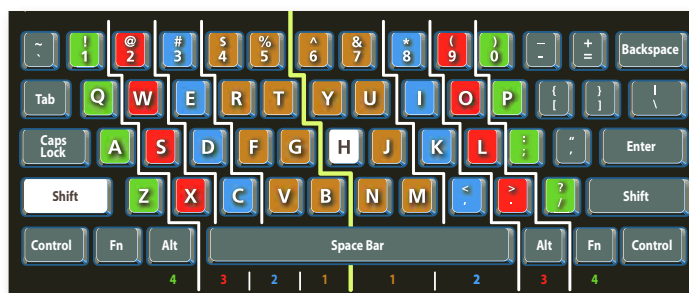 ~ ! @ # $ % ^ & * ( ) _ +
` 1 2 3 4 5 6 7 8 9 0 - = Backspace
Tab Q W E R T Y U I O P { [ } ] | \
Caps Lock A S D F G H J K L : ; " ' Enter
Shift Z X C V B N M < , > . ? / Shift
Control Fn Alt Space Bar Alt Fn Control
4 3 2 1 1 2 3 4